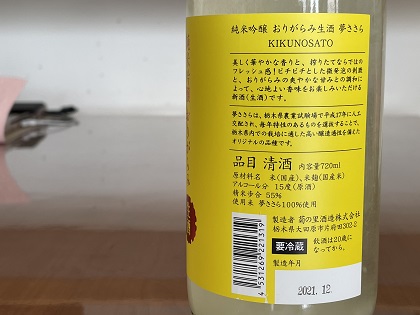 純米吟醸 おりがらみ生酒 夢ささら
KIKUNOSATO
美しく華やかな香りと、搾りたてならではの
フレッシュ感！ピチピチとした微発泡の刺激
と、おりがらみの爽やかな甘みとの調和によ
って、心地よい香味をお楽しみいただける
新酒(生酒)です。
夢ささらは、栃木県農業試験場で平成17年に人工
交配され、毎年特性のあるものを選抜することで、
栃木県内での栽培に適した高い醸造適性を備えた
オリジナルの品種です。
品目 清酒 内容量720ml
原材料名 米(国産)、米麹(国産米)
アルコール分 15度(原酒)
精米歩合 55%
使用米 夢ささら100%使用
製造者 菊の里酒造株式会社
栃木県大田原市片府田302-2
要冷蔵 飲酒は20歳に
なってから。
製造年月
2021.12.
4531269221319